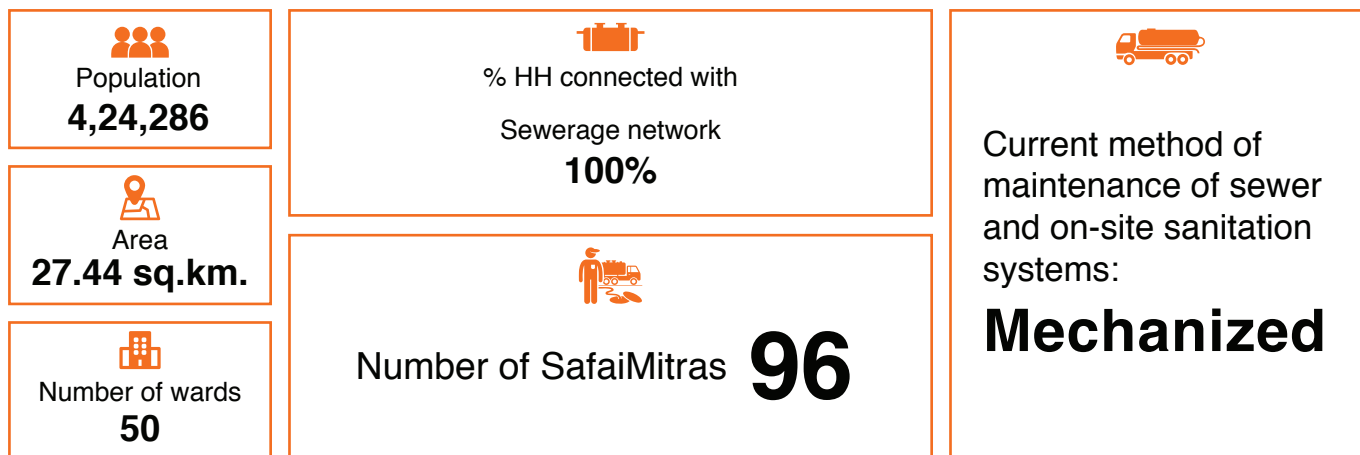 Population
4,24,286
Area
27.44 sq.km.
Number of wards
50
% HH connected with
Sewerage network
100%
Number of SafaiMitras 96
Current method of
maintenance of sewer
and on-site sanitation
systems:
Mechanized